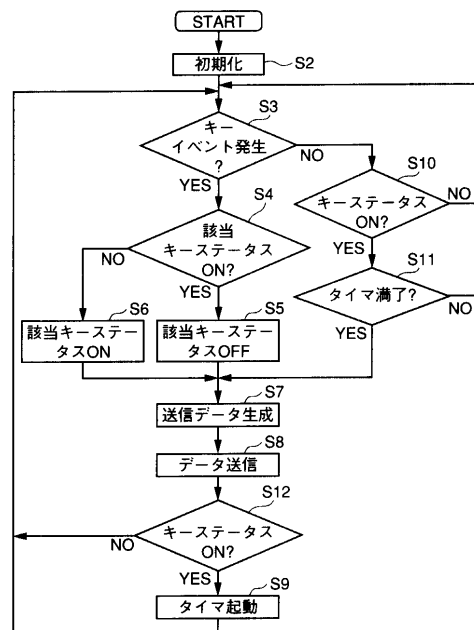 START
初期化
S2
キー
イベント発生
?
S3
NO
YES
S10
キーステータス
ON?
NO
YES
S4
該当
キーステータス
ON?
NO
YES
S11
タイマ満了?
NO
YES
S6
該当キーステー
タスON
S5
該当キーステー
タスOFF
S7
送信データ生成
S8
データ送信
S12
キーステータス
ON?
NO
YES
S9
タイマ起動